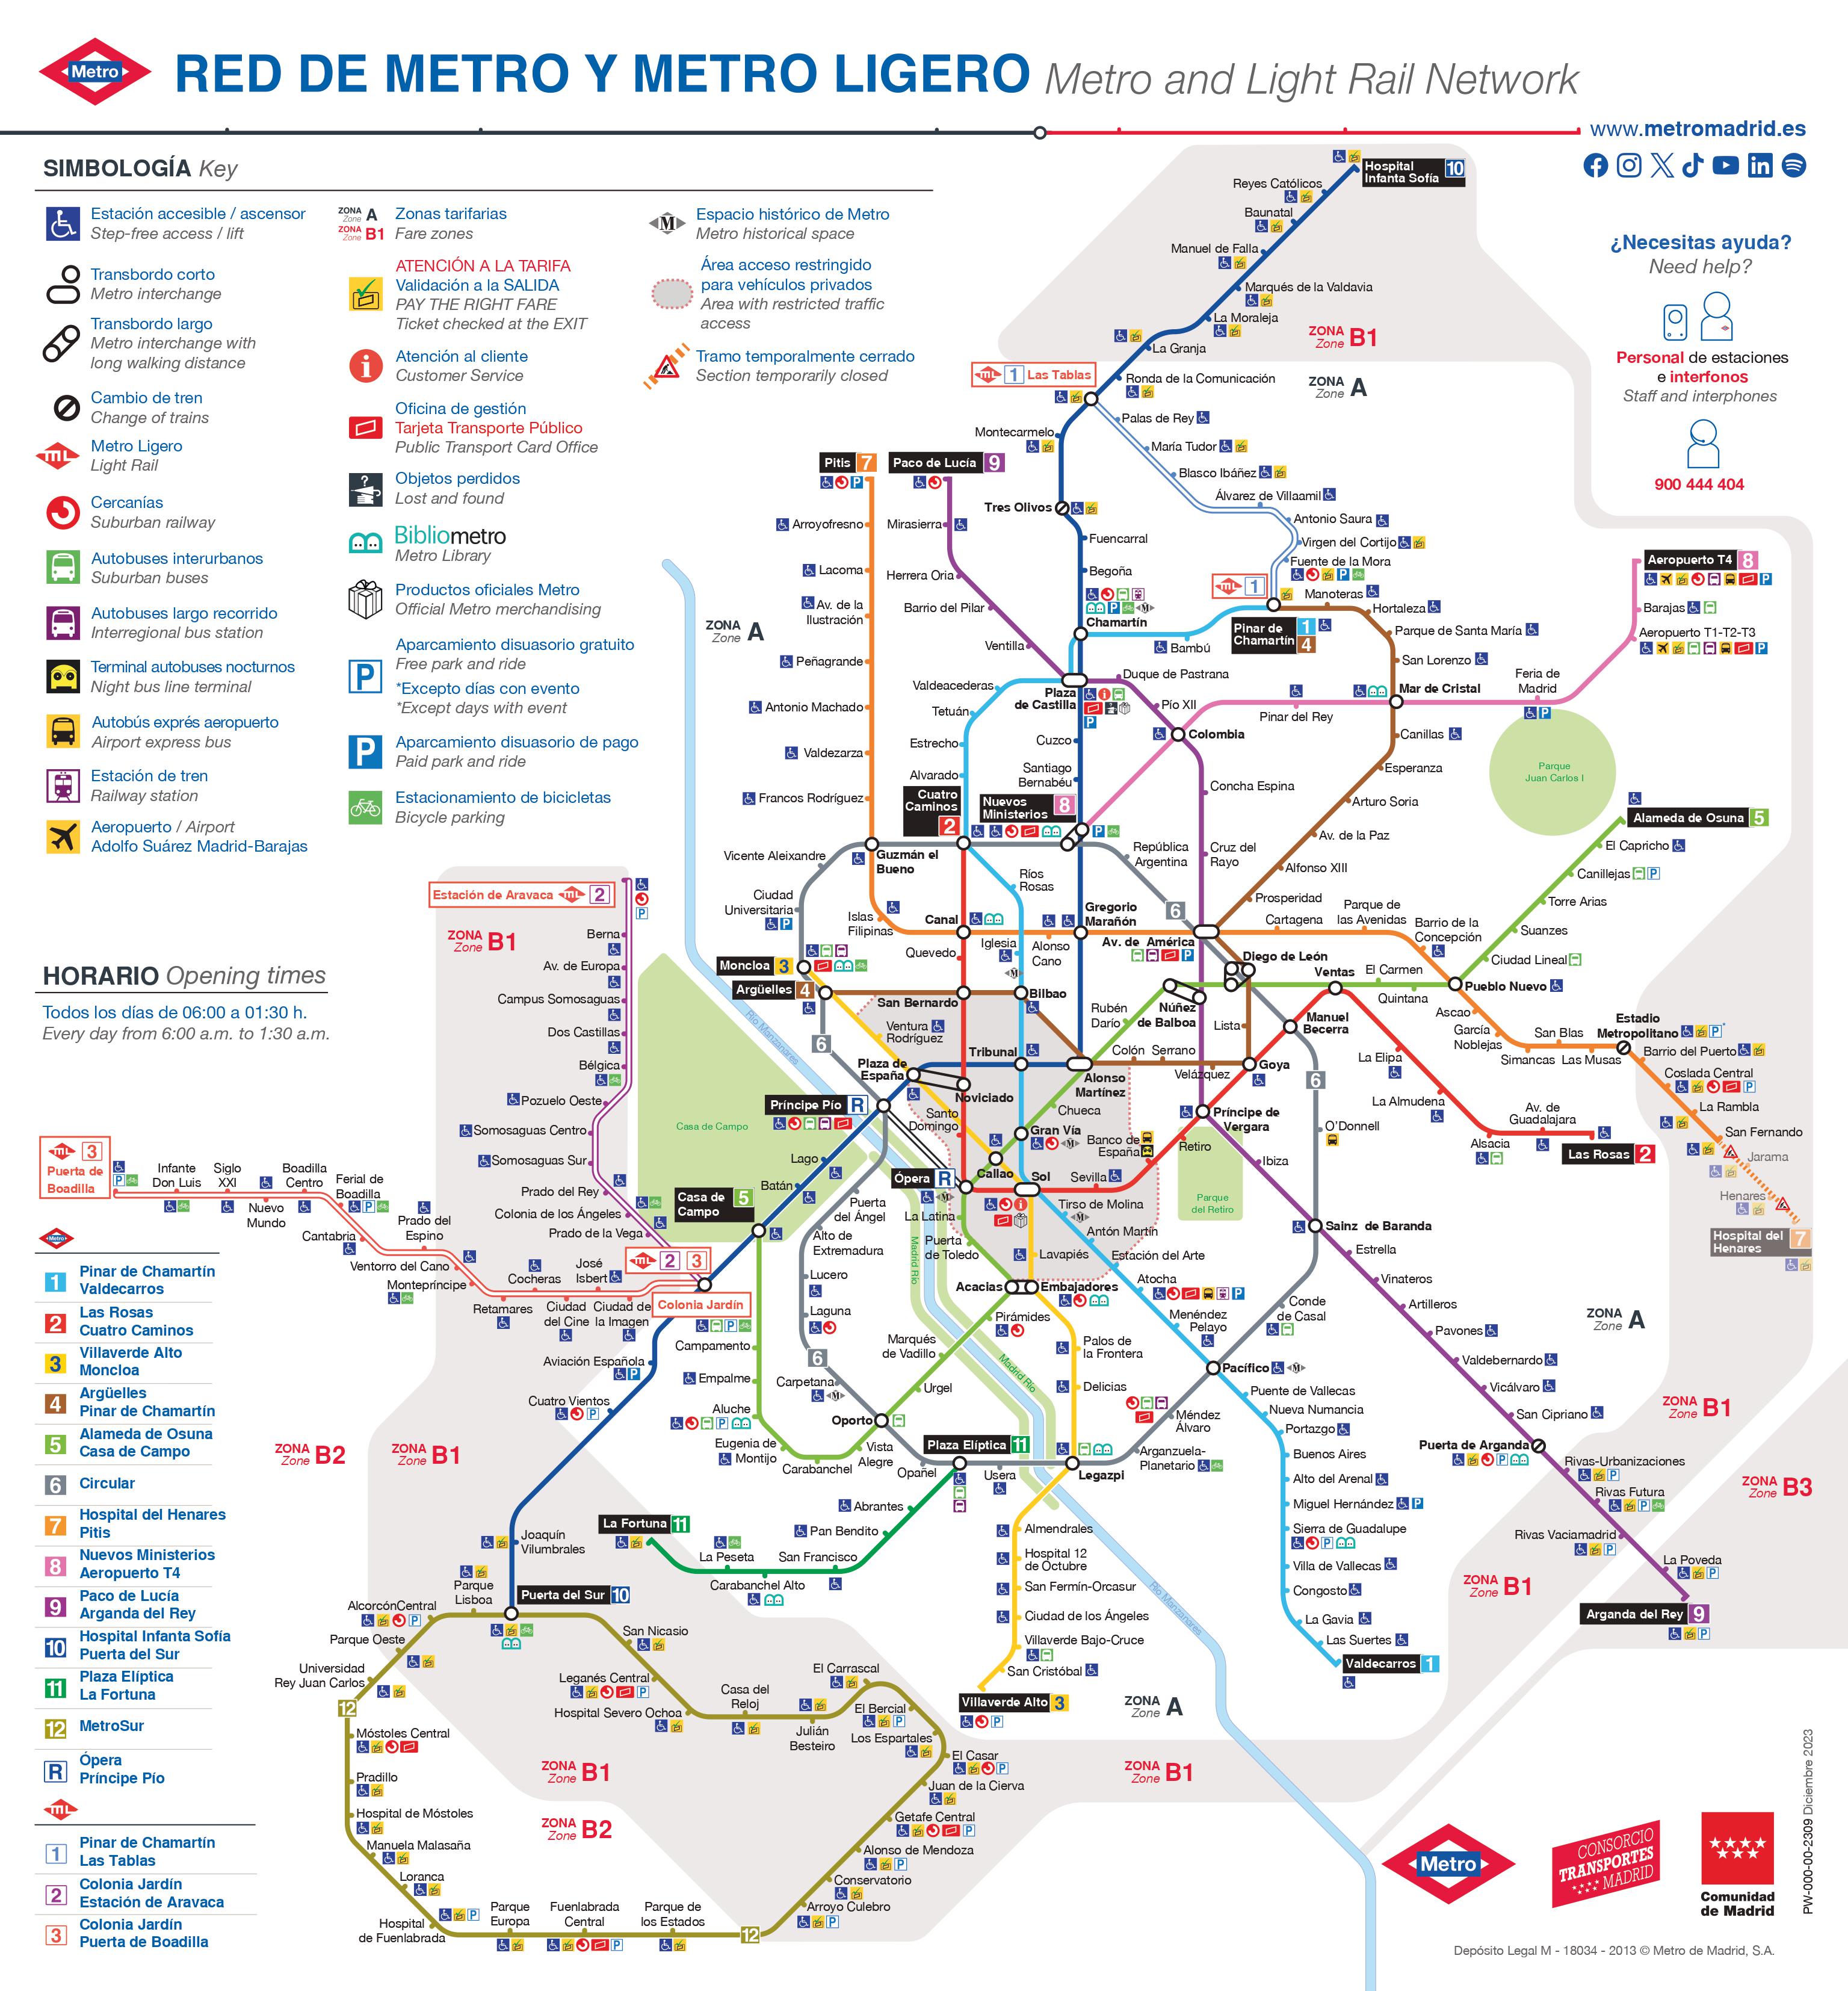 Metro
RED DE METRO Y METRO LIGERO Metro and Light Rail Network
www.metromadrid.es
SIMBOLOGÍA Key
Estación accesible / ascensor
Step-free access / lift
Transbordo corto
Metro interchange
Transbordo largo
Metro interchange with
long walking distance
Cambio de tren
Change of trains
Metro Ligero
Light Rail
Cercanías
Suburban railway
Autobuses interurbanos
Suburban buses
Autobuses largo recorrido
Interregional bus station
Terminal autobuses nocturnos
Night bus line terminal
Autobús exprés aeropuerto
Airport express bus
Estación de tren
Railway station
Aeropuerto / Airport
Adolfo Suárez Madrid-Barajas
ZONA A
Zone
ZONA B1
Zone
Zonas tarifarias
Fare zones
ATENCIÓN A LA TARIFA
Validación a la SALIDA
PAY THE RIGHT FARE
Ticket checked at the EXIT
Atención al cliente
Customer Service
Oficina de gestión
Tarjeta Transporte Público
Public Transport Card Office
Objetos perdidos
Lost and found
Bibliometro
Metro Library
Productos oficiales Metro
Official Metro merchandising
Aparcamiento disuasorio gratuito
Free park and ride
*Excepto días con evento
*Except days with event
Aparcamiento disuasorio de pago
Paid park and ride
Estacionamiento de bicicletas
Bicycle parking
Espacio histórico de Metro
Metro historical space
Área acceso restringido
para vehículos privados
Area with restricted traffic
access
Tramo temporalmente cerrado
Section temporarily closed
¿Necesitas ayuda?
Need help?
Personal de estaciones
e interfonos
Staff and interphones
900 444 404
HORARIO Opening times
Todos los días de 06:00 a 01:30 h.
Every day from 6:00 a.m. to 1:30 a.m.
Metro
1 Pinar de Chamartín
Valdecarros
2 Las Rosas
Cuatro Caminos
3 Villaverde Alto
Moncloa
4 Argüelles
Pinar de Chamartín
5 Alameda de Osuna
Casa de Campo
6 Circular
7 Hospital del Henares
Pitis
8 Nuevos Ministerios
Aeropuerto T4
9 Paco de Lucía
Arganda del Rey
10 Hospital Infanta Sofía
Puerta del Sur
11 Plaza Elíptica
La Fortuna
12 MetroSur
R Ópera
Príncipe Pío
mL
1 Pinar de Chamartín
Las Tablas
2 Colonia Jardín
Estación de Aravaca
3 Colonia Jardín
Puerta de Boadilla
Hospital
Infanta Sofía 10
Reyes Católicos
Baunatal
Manuel de Falla
Marqués de la Valdavia
La Moraleja
La Granja
ZONA B1
Zone
ZONA A
Zone
mL 1 Las Tablas
Ronda de la Comunicación
Palas de Rey
Montecarmelo
María Tudor
Blasco Ibáñez
Álvarez de Villaamil
Antonio Saura
Virgen del Cortijo
Fuente de la Mora
mL 1
Tres Olivos
Fuencarral
Begoña
Chamartín
Bambú
Pinar de
Chamartín 1 4
Manoteras
Hortaleza
Parque de Santa María
San Lorenzo
Mar de Cristal
Canillas
Esperanza
Arturo Soria
Av. de la Paz
Alfonso XIII
Prosperidad
Pitis 7
Paco de Lucía 9
Arroyofresno
Lacoma
Av. de la
Ilustración
Peñagrande
Antonio Machado
Valdezarza
Francos Rodríguez
Guzmán el
Bueno
Islas
Filipinas
Mirasierra
Herrera Oria
Barrio del Pilar
Ventilla
ZONA A
Zone
Valdeacederas
Tetuán
Estrecho
Alvarado
Cuatro
Caminos
2
Plaza
de Castilla
Duque de Pastrana
Pío XII
Colombia
Pinar del Rey
Feria de
Madrid
Aeropuerto T4 8
Barajas
Aeropuerto T1-T2-T3
Parque
Juan Carlos I
Cuzco
Santiago
Bernabéu
Nuevos
Ministerios 8
Concha Espina
Cruz del
Rayo
República
Argentina
6
Vicente Aleixandre
Ciudad
Universitaria
Moncloa 3
Argüelles 4
6
Ríos
Rosas
Canal
Quevedo
Iglesia
Alonso
Cano
Gregorio
Marañón
Av. de América
Cartagena
Parque de
las Avenidas
Barrio de la
Concepción
Alameda de Osuna 5
El Capricho
Canillejas
Torre Arias
Suanzes
Ciudad Lineal
Pueblo Nuevo
Quintana
El Carmen
Ventas
Diego de León
Núñez
de Balboa
Rubén
Darío
Lista
Manuel
Becerra
Goya
6
San Bernardo
Bilbao
Ventura
Rodríguez
Plaza de
España
Tribunal
Noviciado
Alonso
Martínez
Colón
Serrano
Velázquez
Chueca
Gran Vía
Santo
Domingo
Callao
Ópera R
Sol
Sevilla
Banco de
España
Retiro
Príncipe de
Vergara
Ibiza
Parque
del Retiro
O'Donnell
Sainz de Baranda
Ascao
García
Noblejas
San Blas
Simancas
Las Musas
Estadio
Metropolitano
Barrio del Puerto
Coslada Central
La Rambla
San Fernando
Jarama
Henares
Hospital del
Henares 7
La Elipa
La Almudena
Av. de
Guadalajara
Alsacia
Las Rosas 2
mL 2 Estación de Aravaca
ZONA B1
Zone
Berna
Av. de Europa
Campus Somosaguas
Dos Castillas
Bélgica
Pozuelo Oeste
Somosaguas Centro
Somosaguas Sur
Prado del Rey
Colonia de los Ángeles
Prado de la Vega
mL 2 3
Colonia Jardín
Casa de Campo
Río Manzanares
Príncipe Pío R
Lago
Batán
Casa de
Campo 5
Puerta
del Ángel
Alto de
Extremadura
Lucero
Laguna
6
Carpetana
Oporto
mL 3
Puerta de
Boadilla
Infante
Don Luis
Siglo
XXI
Nuevo
Mundo
Boadilla
Centro
Ferial de
Boadilla
Cantabria
Prado del
Espino
Ventorro del Cano
Montepríncipe
Retamares
Cocheras
Ciudad
del Cine
José
Isbert
Ciudad de
la Imagen
La Latina
Puerta
de Toledo
Acacias
Embajadores
Lavapiés
Tirso de Molina
Antón Martín
Estación del Arte
Atocha
Menéndez
Pelayo
Pacífico
Conde
de Casal
Madrid Río
Madrid Río
Pirámides
Marqués
de Vadillo
Urgel
Palos de
la Frontera
Delicias
Méndez
Álvaro
Arganzuela-
Planetario
Legazpi
Usera
Plaza Elíptica 11
Opañel
Vista
Alegre
Carabanchel
Eugenia de
Montijo
Aluche
Empalme
Campamento
Aviación Española
Cuatro Vientos
Joaquín
Vilumbrales
Puerta del Sur 10
Abrantes
Pan Bendito
San Francisco
Carabanchel Alto
La Peseta
La Fortuna 11
ZONA B2
Zone
ZONA B1
Zone
Estrella
Vinateros
Artilleros
Pavones
Valdebernardo
Vicálvaro
San Cipriano
Puerta de Arganda
Rivas-Urbanizaciones
Rivas Futura
Rivas Vaciamadrid
La Poveda
Arganda del Rey 9
ZONA A
Zone
ZONA B1
Zone
ZONA B3
Zone
ZONA B1
Zone
Puente de Vallecas
Nueva Numancia
Portazgo
Buenos Aires
Alto del Arenal
Miguel Hernández
Sierra de Guadalupe
Villa de Vallecas
Congosto
La Gavia
Las Suertes
Valdecarros 1
Almendrales
Hospital 12
de Octubre
San Fermín-Orcasur
Ciudad de los Ángeles
Villaverde Bajo-Cruce
San Cristóbal
Villaverde Alto 3
Río Manzanares
ZONA A
Zone
ZONA B1
Zone
Parque
Lisboa
AlcorcónCentral
Parque Oeste
Universidad
Rey Juan Carlos
12
Móstoles Central
Pradillo
Hospital de Móstoles
Manuela Malasaña
Loranca
Hospital
de Fuenlabrada
Parque
Europa
Fuenlabrada
Central
Parque de
los Estados
12
Arroyo Culebro
Conservatorio
Alonso de Mendoza
Getafe Central
Juan de la Cierva
El Casar
Los Espartales
El Bercial
El Carrascal
Julián
Besteiro
Casa del
Reloj
Hospital Severo Ochoa
Leganés Central
San Nicasio
ZONA B1
Zone
ZONA B2
Zone
Metro
CONSORCIO
TRANSPORTES
MADRID
Comunidad
de Madrid
PW-000-00-2309 Diciembre 2023
Depósito Legal M - 18034 - 2013 © Metro de Madrid, S.A.